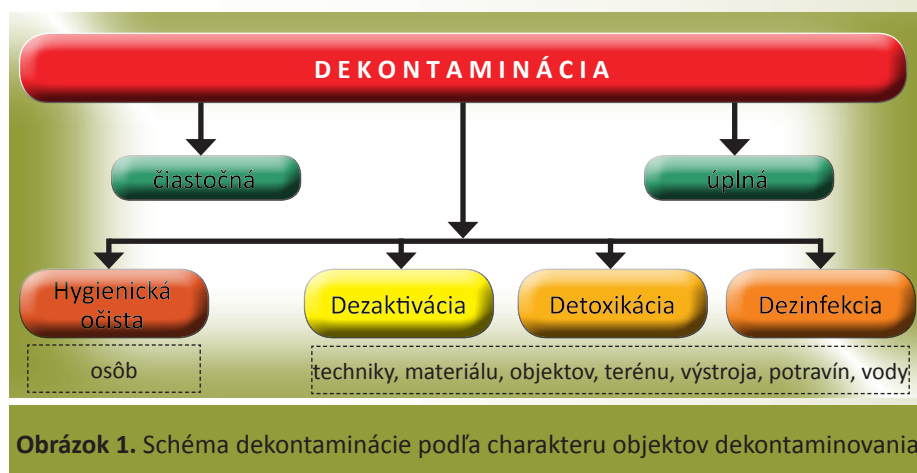 DEKONTAMINÁCIA
čiastočná
úplná
Hygienická
očista
Dezaktivácia
Detoxikácia
Dezinfekcia
osôb
techniky, materiálu, objektov, terénu, výstroja, potravín, vody
Obrázok 1. Schéma dekontaminácie podľa charakteru objektov dekontaminovania